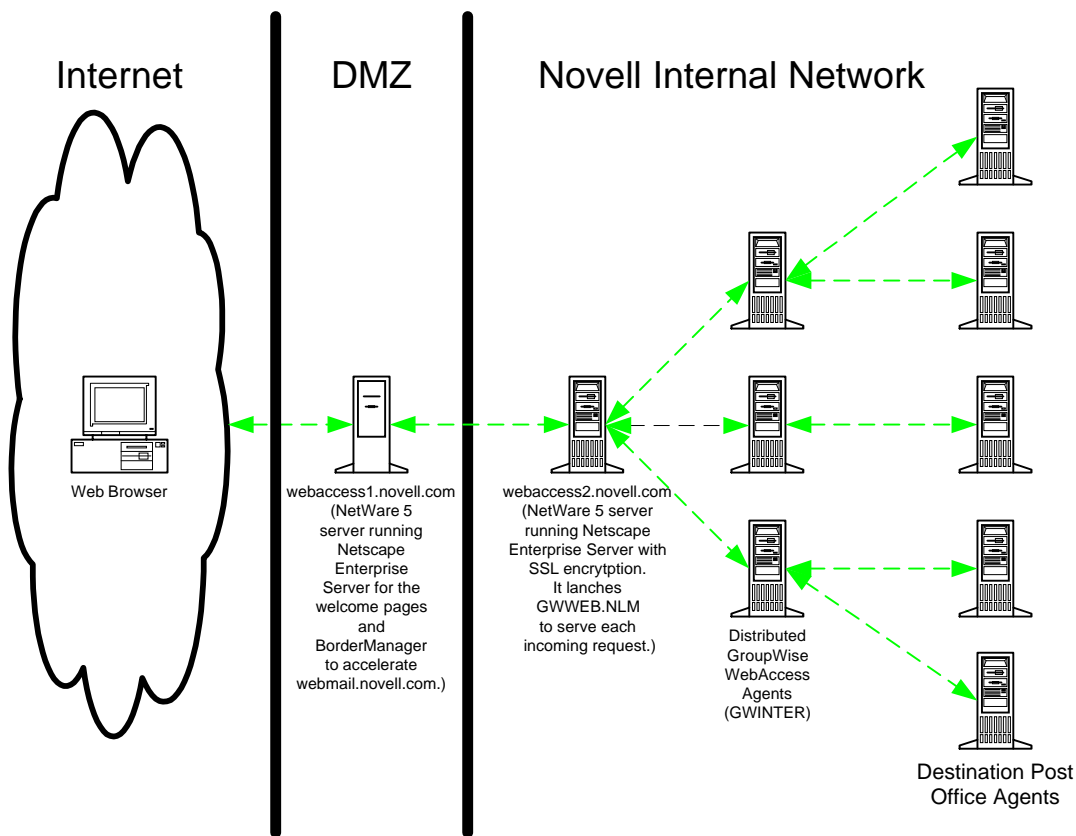 Internet
DMZ
Novell Internal Network
Web Browser
webaccess1.novell.com
(NetWare 5
server running
Netscape
Enterprise
Server for the
welcome pages
and
BorderManager
to accelerate
webmail.novell.com.)
webaccess2.novell.com
(NetWare 5 server
running Netscape
Enterprise Server with
SSL encrytption.
It lanches
GWWEB.NLM
to serve each
incoming request.)
Distributed
GroupWise
WebAccess
Agents
(GWINTER)
Destination Post
Office Agents